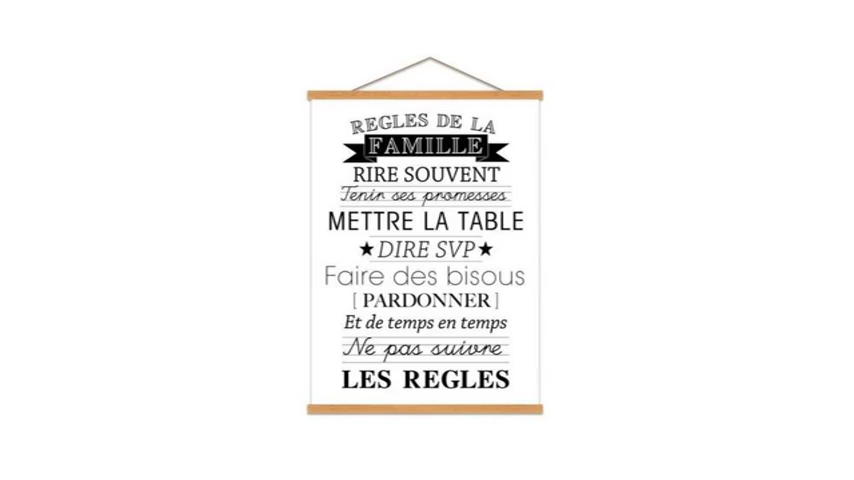 REGLES DE LA
FAMILLE
RIRE SOUVENT
Tenir ses promesses
METTRE LA TABLE
★ DIRE SVP ★
Faire des bisous
[ PARDONNER ]
Et de temps en temps
Ne pas suivre
LES REGLES